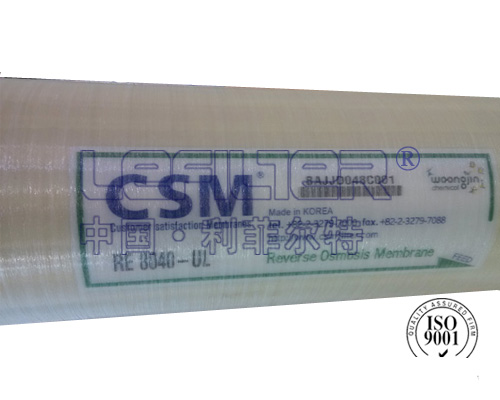 LEFILTER®
CSM®
8AJJD048C001
woongjin
chemical
Made in KOREA
Customer Satisfaction Membrane
fax. +82-2-3279-7088
中国·利菲尔特
RE 8040-UL
Reverse Osmosis Membrane
FEED
QUALITY ASSURED FIRM
ISO
9001